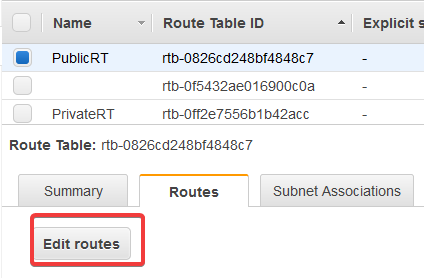 Name Route Table ID Explicit s
PublicRT rtb-0826cd248bf4848c7 -
rtb-0f5432ae016900c0a -
PrivateRT rtb-0ff2e7556b1b42acc -
Route Table: rtb-0826cd248bf4848c7
Summary Routes Subnet Associations
Edit routes